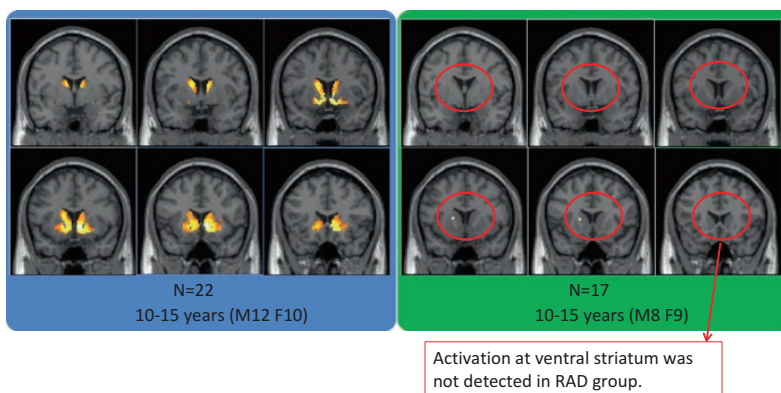 N=22
10-15 years (M12 F10)
N=17
10-15 years (M8 F9)
Activation at ventral striatum was
not detected in RAD group.